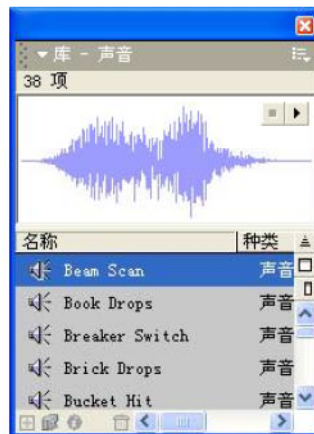 库 - 声音
38 项
名称 种类
Beam Scan 声音
Book Drops 声音
Breaker Switch 声音
Brick Drops 声音
Bucket Hit 声音